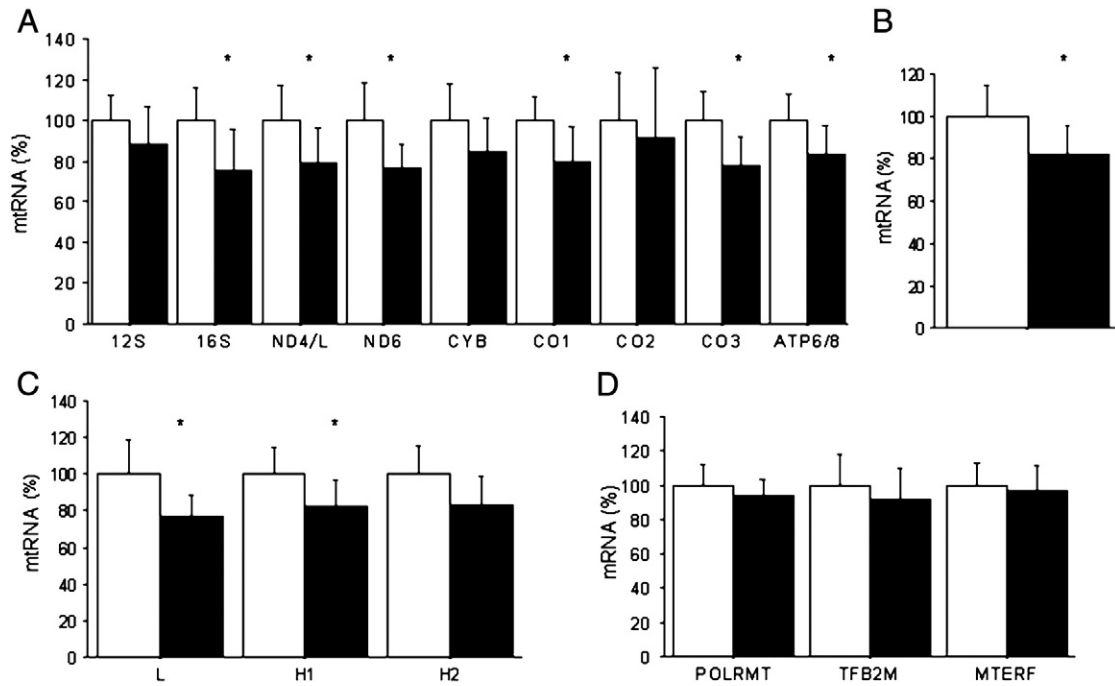 A
mtRNA (%)
140
120
100
80
60
40
20
0
* * * * * *
12S 16S ND4/L ND6 CYB CO1 CO2 CO3 ATP6/8
B
mtRNA (%)
120
100
80
60
40
20
0
*
C
mtRNA (%)
140
120
100
80
60
40
20
0
* *
L H1 H2
D
mRNA (%)
140
120
100
80
60
40
20
0
POLRMT TFB2M MTERF